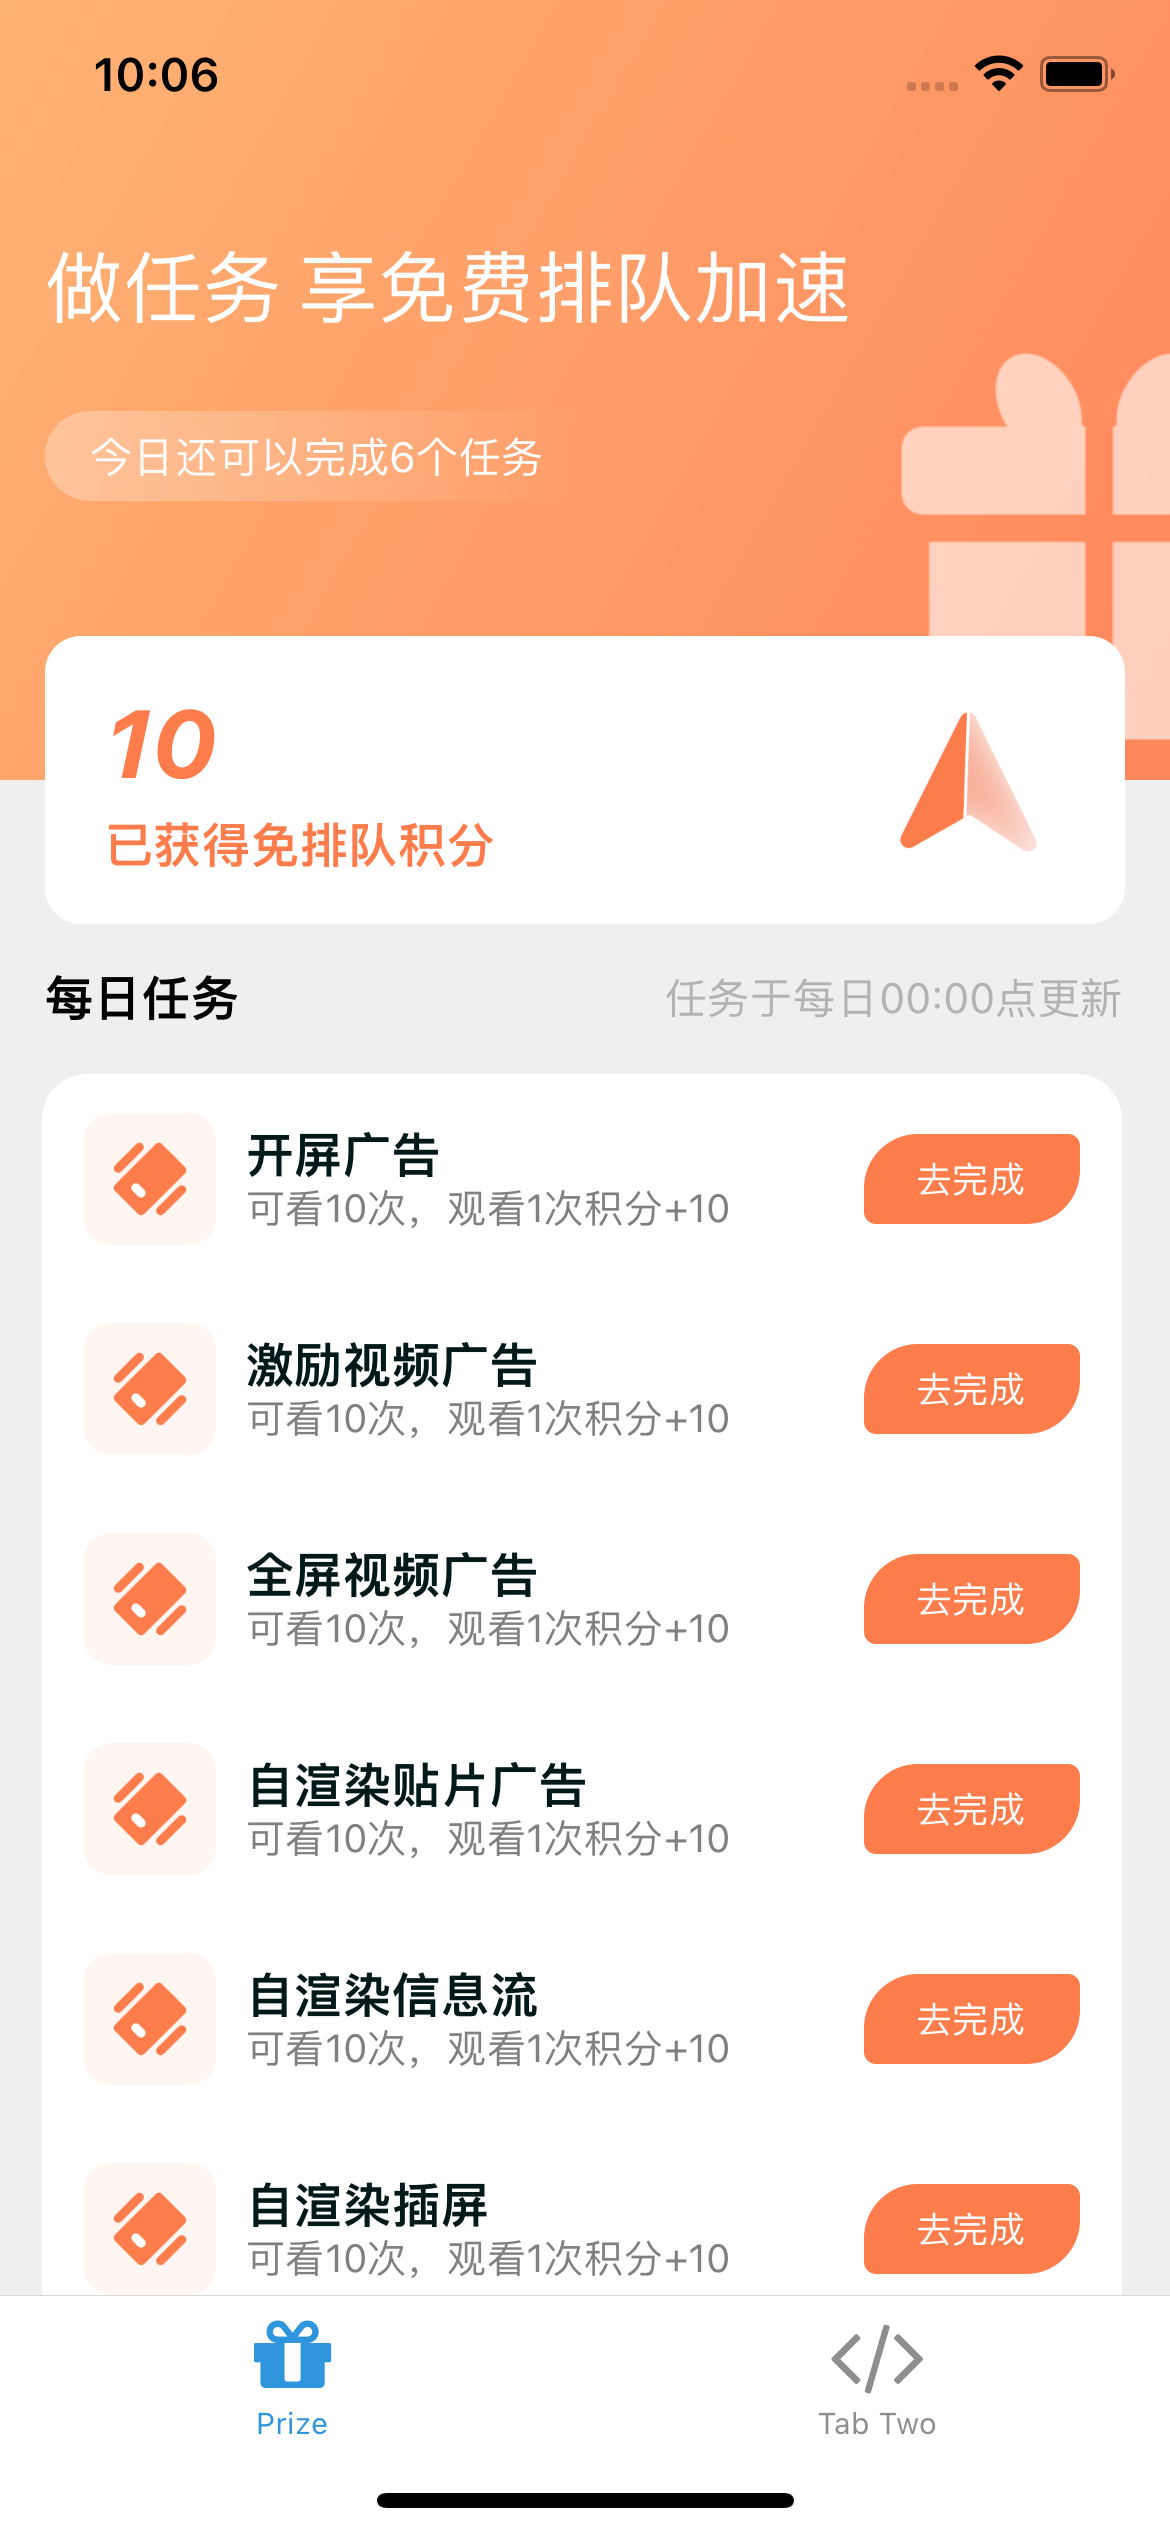 10:06
做任务 享免费排队加速
今日还可以完成6个任务
10
已获得免排队积分
每日任务
任务于每日00:00点更新
开屏广告
可看10次，观看1次积分+10
去完成
激励视频广告
可看10次，观看1次积分+10
去完成
全屏视频广告
可看10次，观看1次积分+10
去完成
自渲染贴片广告
可看10次，观看1次积分+10
去完成
自渲染信息流
可看10次，观看1次积分+10
去完成
自渲染插屏
可看10次，观看1次积分+10
去完成
Prize
Tab Two